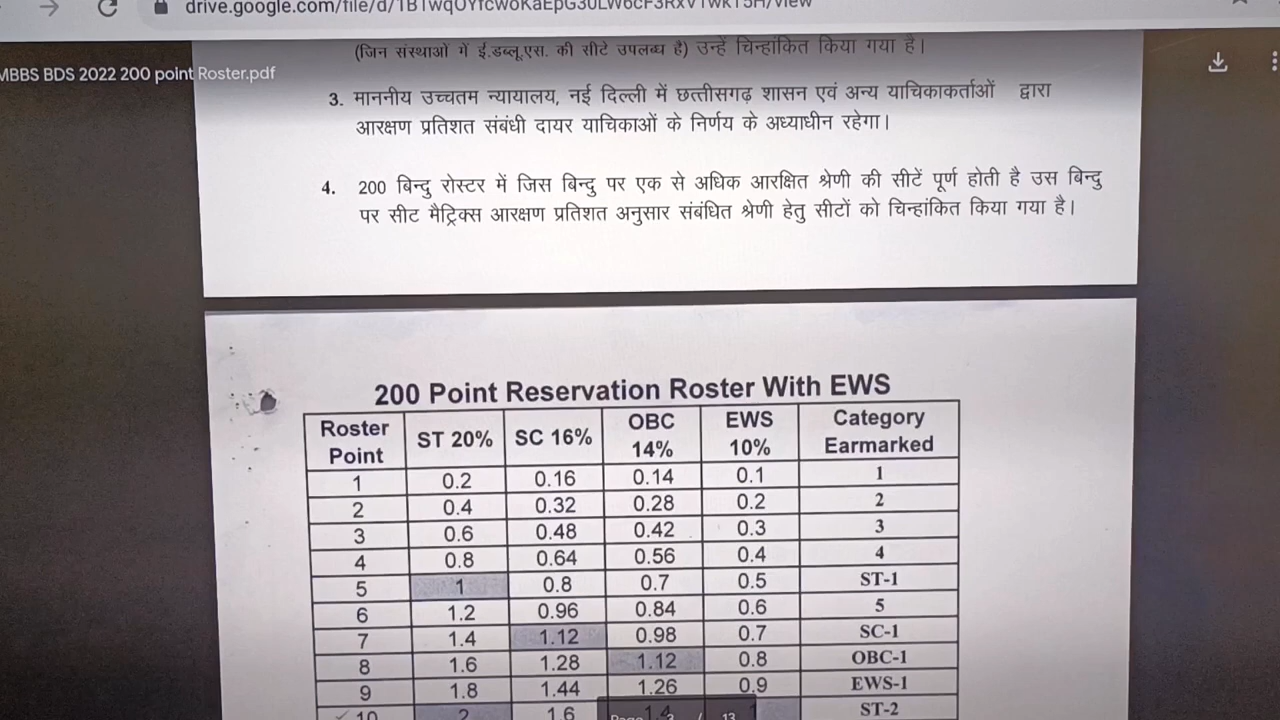 drive.google.com/file/d/
MBBS BDS 2022 200 point Roster.pdf
(जिन संस्थाओं में ई.डब्लू.एस. की सीटे उपलब्ध है) उन्हें चिन्हांकित किया गया है।
3. माननीय उच्चतम न्यायालय, नई दिल्ली में छत्तीसगढ़ शासन एवं अन्य याचिकाकर्ताओं द्वारा
आरक्षण प्रतिशत संबंधी दायर याचिकाओं के निर्णय के अध्याधीन रहेगा।
4. 200 बिन्दु रोस्टर में जिस बिन्दु पर एक से अधिक आरक्षित श्रेणी की सीटें पूर्ण होती है उस बिन्दु
पर सीट मैट्रिक्स आरक्षण प्रतिशत अनुसार संबंधित श्रेणी हेतु सीटों को चिन्हांकित किया गया है।
200 Point Reservation Roster With EWS
Roster Point ST 20% SC 16% OBC 14% EWS 10% Category Earmarked
1 0.2 0.16 0.14 0.1 1
2 0.4 0.32 0.28 0.2 2
3 0.6 0.48 0.42 0.3 3
4 0.8 0.64 0.56 0.4 4
5 1 0.8 0.7 0.5 ST-1
6 1.2 0.96 0.84 0.6 5
7 1.4 1.12 0.98 0.7 SC-1
8 1.6 1.28 1.12 0.8 OBC-1
9 1.8 1.44 1.26 0.9 EWS-1
10 2 1.6 1.4 1 ST-2
Page / 13